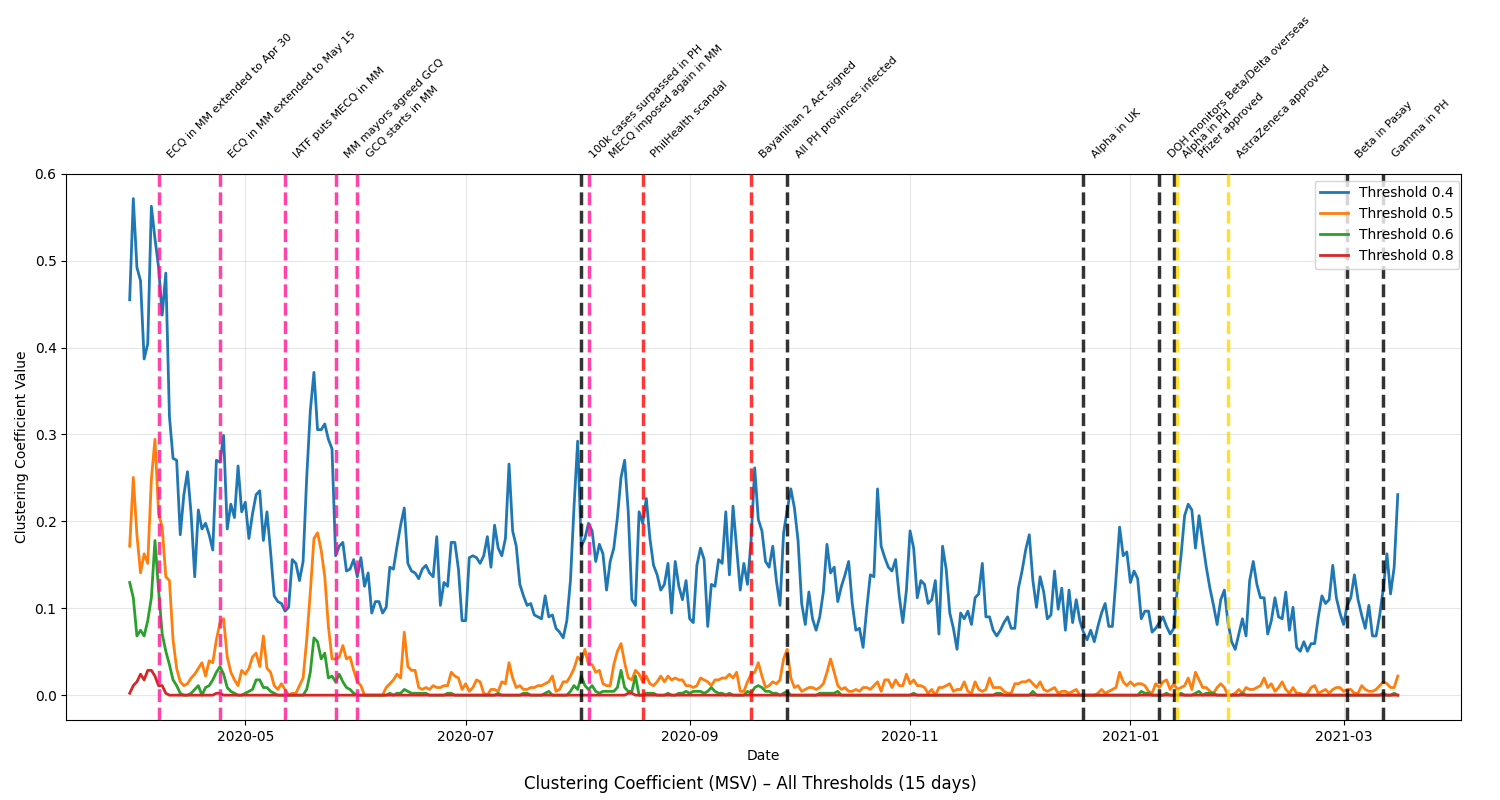 ECQ in MM extended to Apr 30
ECQ in MM extended to May 15
IATF puts MECQ in MM
MM mayors agreed GCQ
GCQ starts in MM
100k cases surpassed in PH
MECQ imposed again in MM
PhilHealth scandal
Bayanihan 2 Act signed
All PH provinces infected
Alpha in UK
DOH monitors Beta/Delta overseas
Alpha in PH
Pfizer approved
AstraZeneca approved
Beta in Pasay
Gamma in PH
Threshold 0.4
Threshold 0.5
Threshold 0.6
Threshold 0.8
Clustering Coefficient Value
0.6
0.5
0.4
0.3
0.2
0.1
0.0
2020-05
2020-07
2020-09
2020-11
2021-01
2021-03
Date
Clustering Coefficient (MSV) – All Thresholds (15 days)